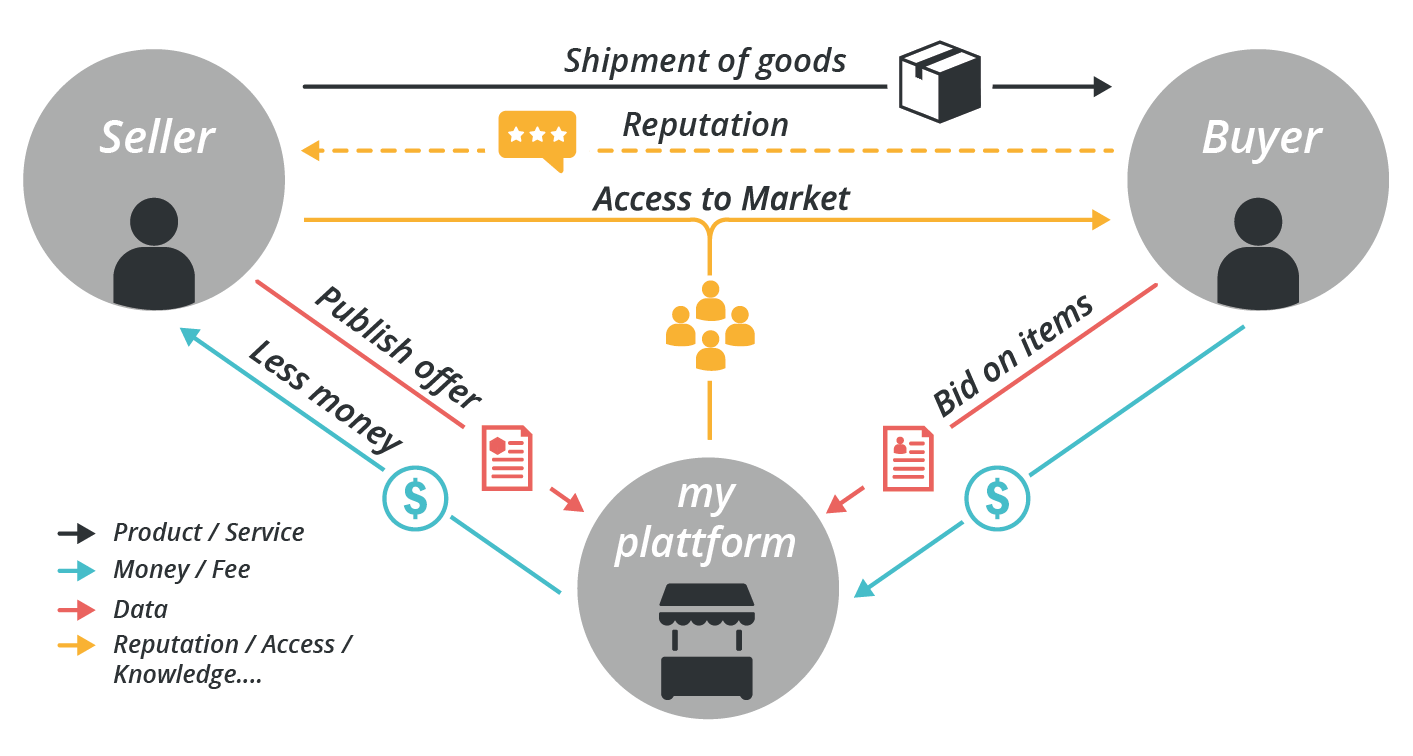 Shipment of goods
Seller
Reputation
Buyer
Access to Market
Publish offer
Less money
Bid on items
$
$
my
plattform
Product / Service
Money / Fee
Data
Reputation / Access /
Knowledge....